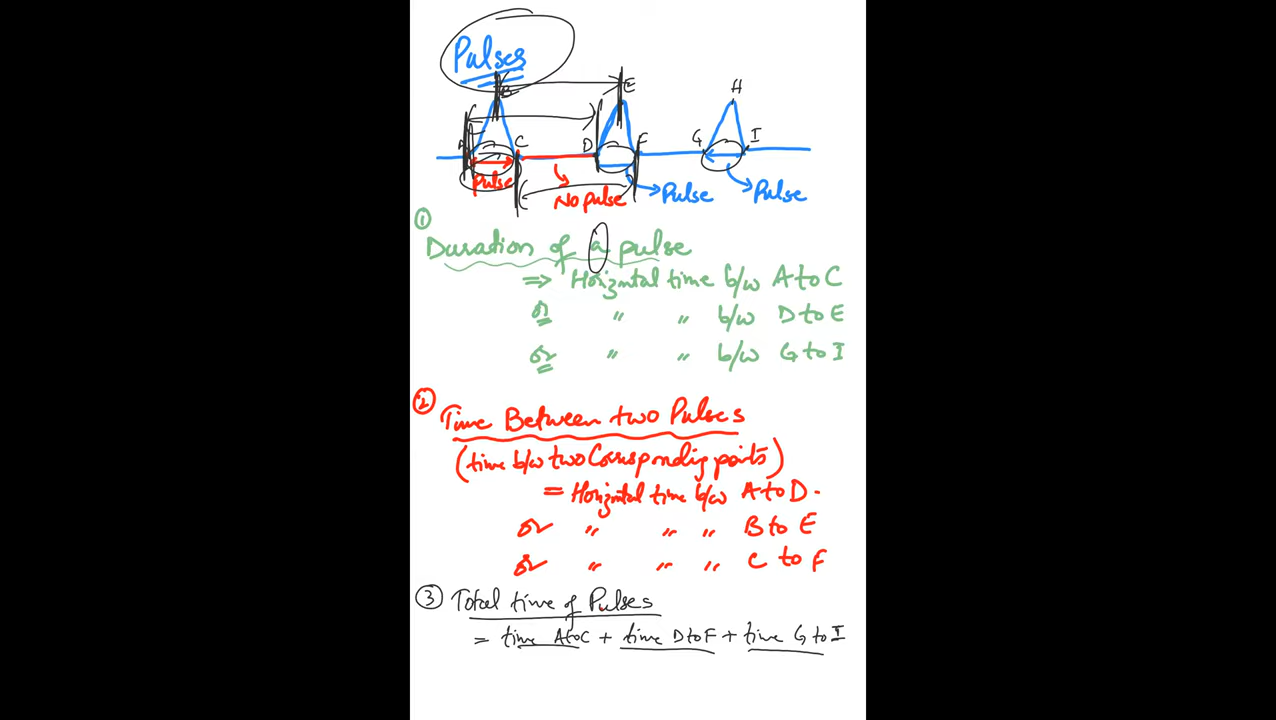 Pulses
B E H
A C D F G I
Pulse No pulse Pulse Pulse
①
Duration of a pulse
⇒ Horizontal time b/w A to C
or " " b/w D to E
or " " b/w G to I
②
Time Between two Pulses
(time b/w two Corresponding points)
= Horizontal time b/w A to D.
or " " " B to E
or " " " C to F
③ Total time of Pulses
= time A to C + time D to F + time G to I